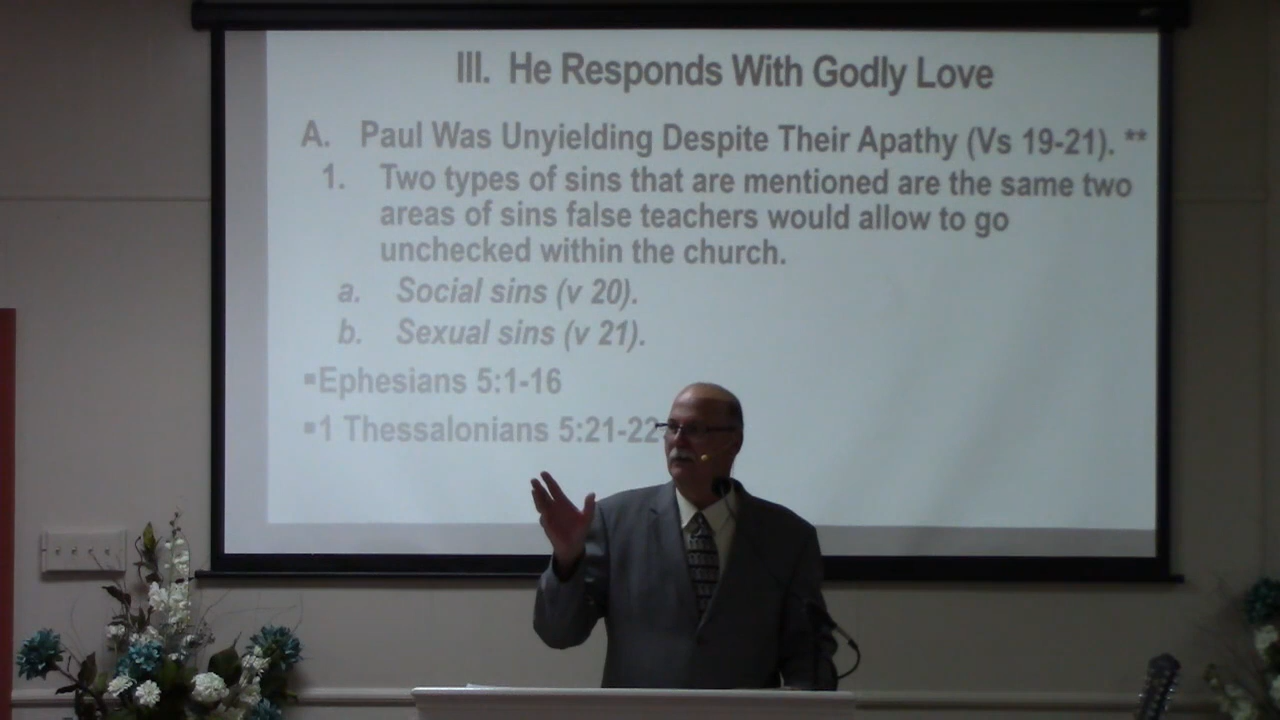 III. He Responds With Godly Love
A. Paul Was Unyielding Despite Their Apathy (Vs 19-21). **
1. Two types of sins that are mentioned are the same two
areas of sins false teachers would allow to go
unchecked within the church.
a. Social sins (v 20).
b. Sexual sins (v 21).
▪Ephesians 5:1-16
▪1 Thessalonians 5:21-22